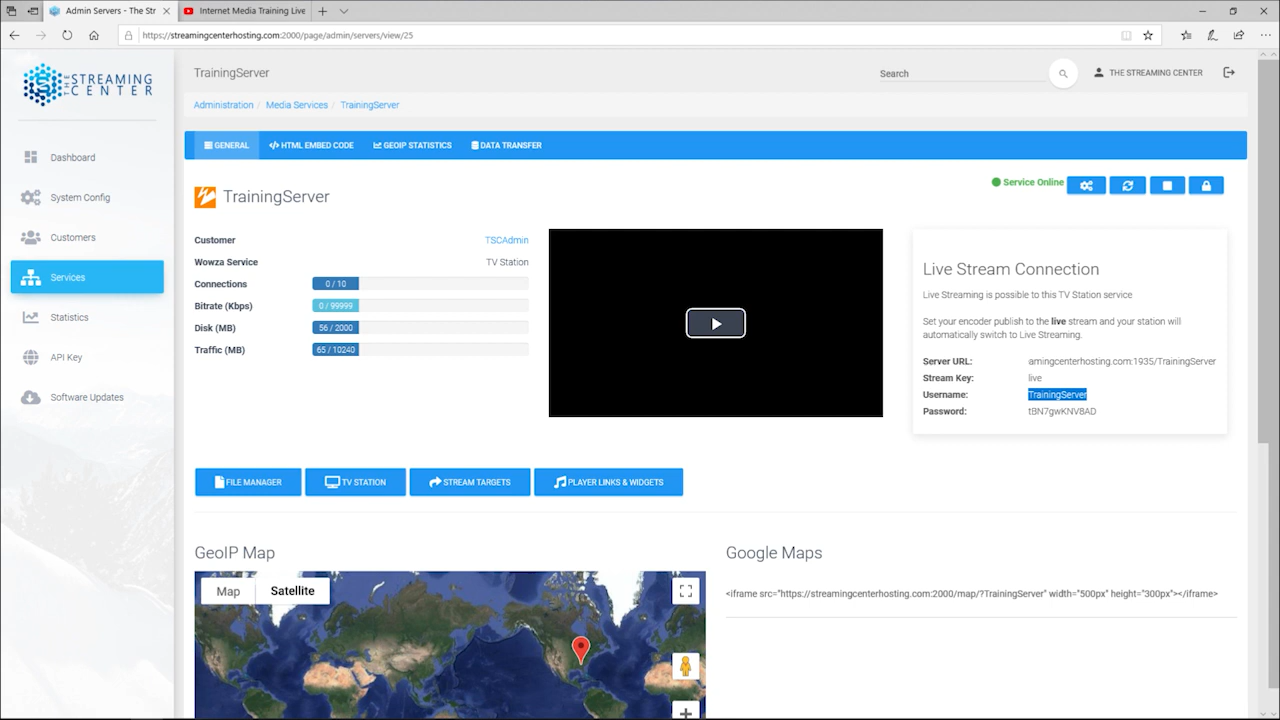 Admin Servers - The Str
Internet Media Training Live
https://streamingcenterhosting.com:2000/page/admin/servers/view/25
THE STREAMING CENTER
TrainingServer
Search
THE STREAMING CENTER
Administration / Media Services / TrainingServer
Dashboard
System Config
Customers
Services
Statistics
API Key
Software Updates
GENERAL
HTML EMBED CODE
GEOIP STATISTICS
DATA TRANSFER
TrainingServer
Service Online
Customer TSCAdmin
Wowza Service TV Station
Connections 0 / 10
Bitrate (Kbps) 0 / 99999
Disk (MB) 56 / 2000
Traffic (MB) 65 / 10240
Live Stream Connection
Live Streaming is possible to this TV Station service
Set your encoder publish to the live stream and your station will
automatically switch to Live Streaming.
Server URL: amingcenterhosting.com:1935/TrainingServer
Stream Key: live
Username: TrainingServer
Password: tBN7gwKNV8AD
FILE MANAGER
TV STATION
STREAM TARGETS
PLAYER LINKS & WIDGETS
GeoIP Map
Map
Satellite
Google Maps
<iframe src="https://streamingcenterhosting.com:2000/map/?TrainingServer" width="500px" height="300px"></iframe>